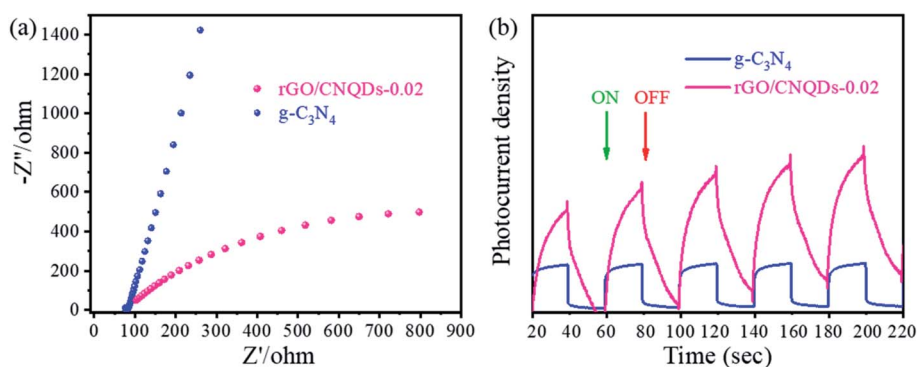 (a)
1400
1200
1000
800
600
400
200
0
-Z''/ohm
rGO/CNQDs-0.02
g-C₃N₄
0 100 200 300 400 500 600 700 800 900
Z'/ohm
(b)
Photocurrent density
g-C₃N₄
rGO/CNQDs-0.02
ON OFF
20 40 60 80 100 120 140 160 180 200 220
Time (sec)